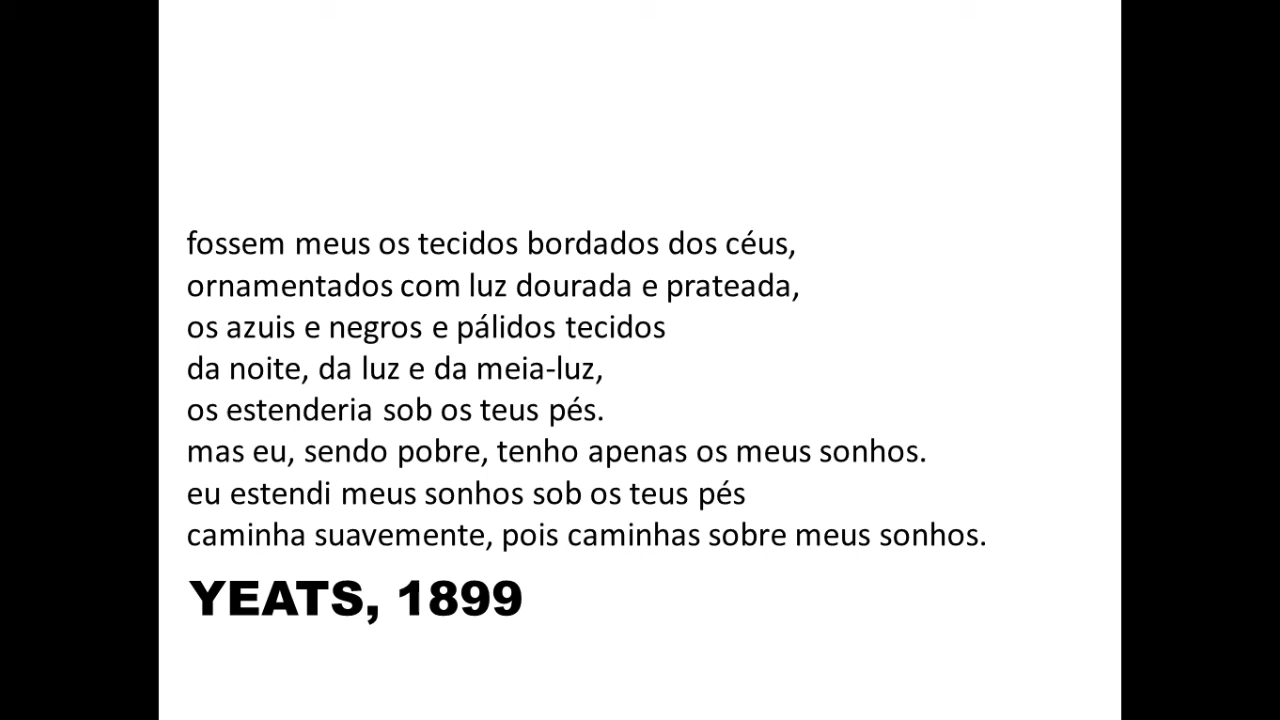 fossem meus os tecidos bordados dos céus,
ornamentados com luz dourada e prateada,
os azuis e negros e pálidos tecidos
da noite, da luz e da meia-luz,
os estenderia sob os teus pés.
mas eu, sendo pobre, tenho apenas os meus sonhos.
eu estendi meus sonhos sob os teus pés
caminha suavemente, pois caminhas sobre meus sonhos.
YEATS, 1899